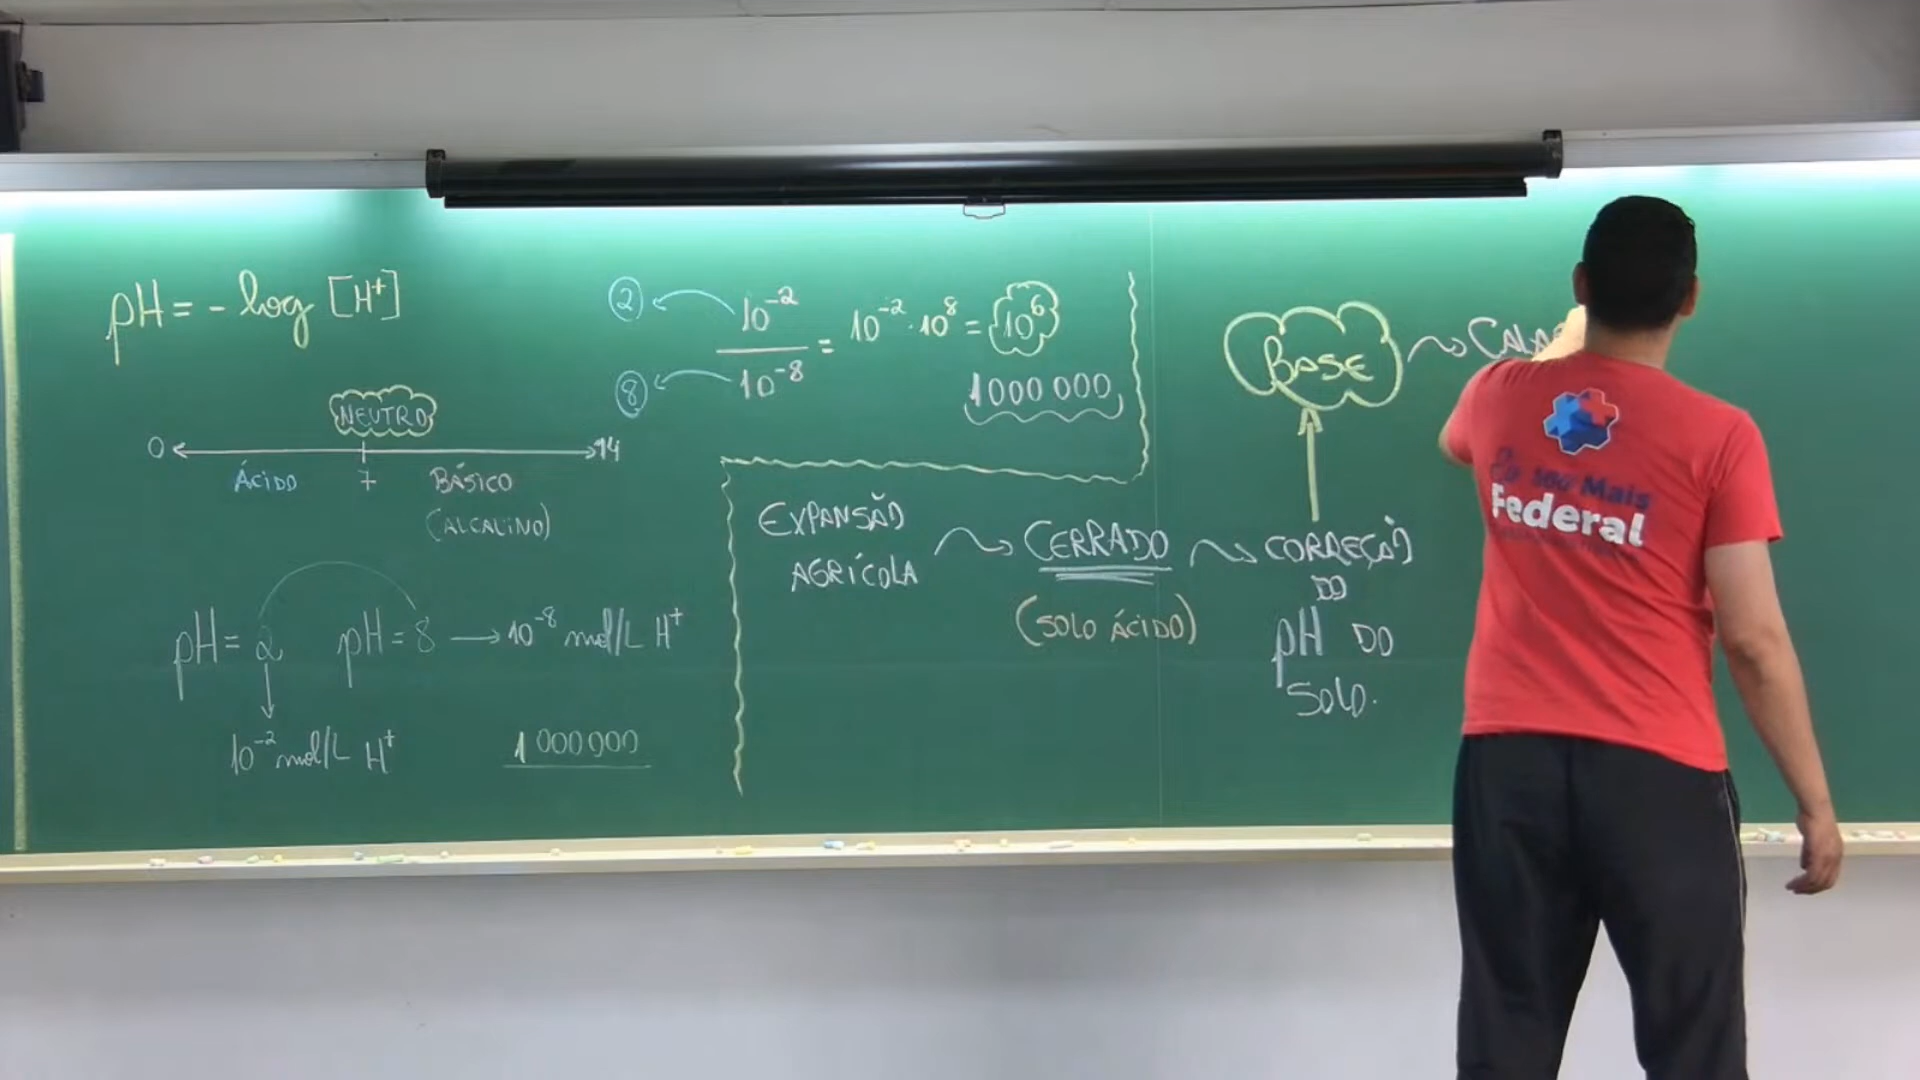 pH = - log [H⁺]
NEUTRO
0 14
ÁCIDO 7 BÁSICO
(ALCALINO)
pH = 2 pH = 8 → 10⁻⁸ mol/L H⁺
10⁻² mol/L H⁺
1 000 000
2 10⁻²
8 10⁻⁸
= 10⁻² · 10⁸ = 10⁶
1 000 000
EXPANSÃO
AGRÍCOLA
CERRADO
(SOLO ÁCIDO)
CORREÇÃO
DO
pH DO
SOLO.
BASE
Mais
Federal